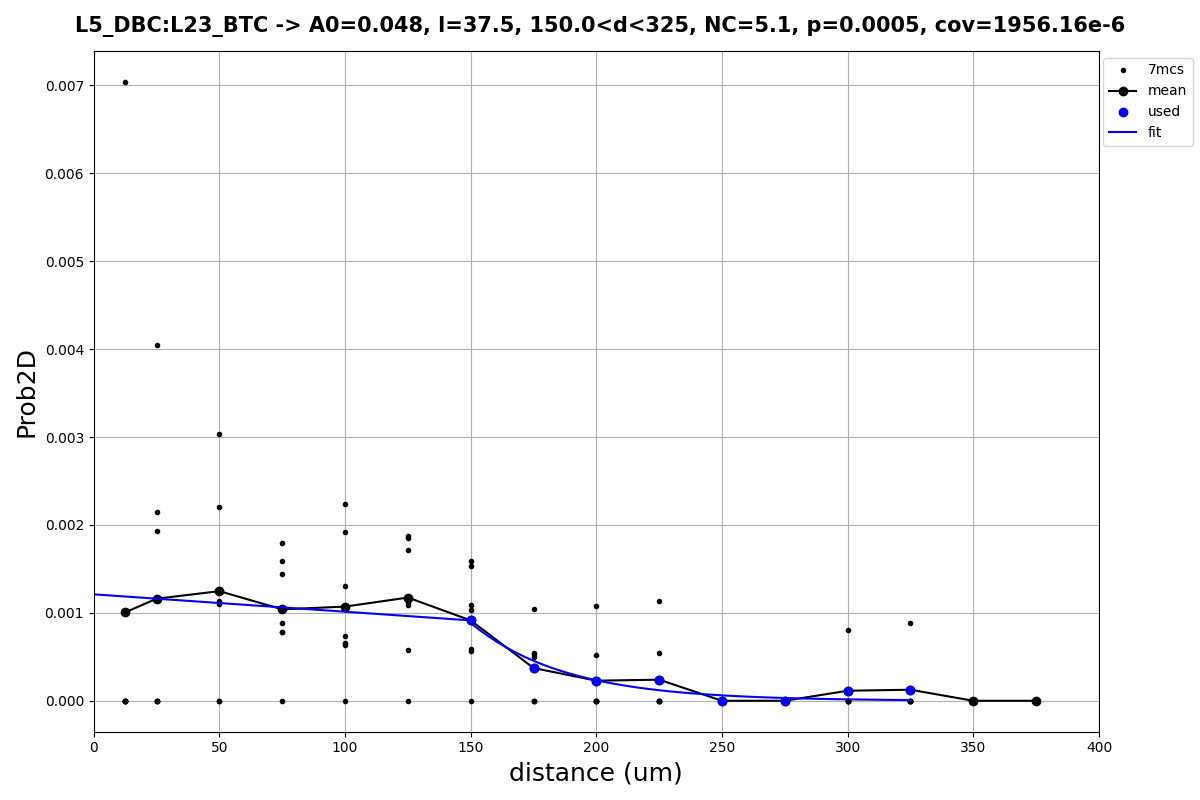 L5_DBC:L23_BTC -> A0=0.048, l=37.5, 150.0<d<325, NC=5.1, p=0.0005, cov=1956.16e-6
7mcs
mean
used
fit
0.007
0.006
0.005
0.004
0.003
0.002
0.001
0.000
Prob2D
0 50 100 150 200 250 300 350 400
distance (um)